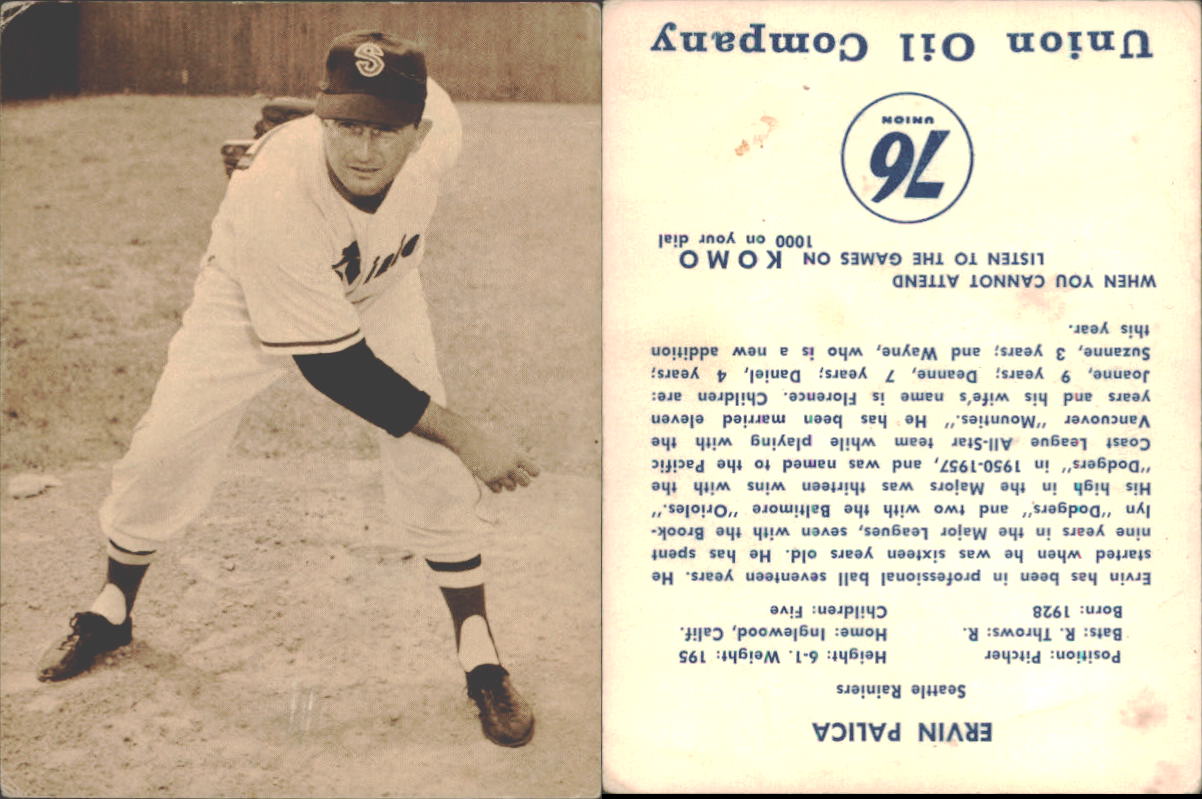 S
Rainiers
ERVIN PALICA
Seattle Rainiers
Position: Pitcher Height: 6-1. Weight: 195
Bats: R. Throws: R. Home: Inglewood, Calif.
Born: 1928 Children: Five
Ervin has been in professional ball seventeen years. He
started when he was sixteen years old. He has spent
nine years in the Major Leagues, seven with the Brook-
lyn "Dodgers," and two with the Baltimore "Orioles."
His high in the Majors was thirteen wins with the
"Dodgers" in 1950-1957, and was named to the Pacific
Coast League All-Star team while playing with the
Vancouver "Mounties." He has been married eleven
years and his wife's name is Florence. Children are:
Joanne, 9 years; Deanne, 7 years; Daniel, 4 years;
Suzanne, 3 years; and Wayne, who is a new addition
this year.
WHEN YOU CANNOT ATTEND
LISTEN TO THE GAMES ON KOMO
1000 on your dial
76
UNION
Union Oil Company